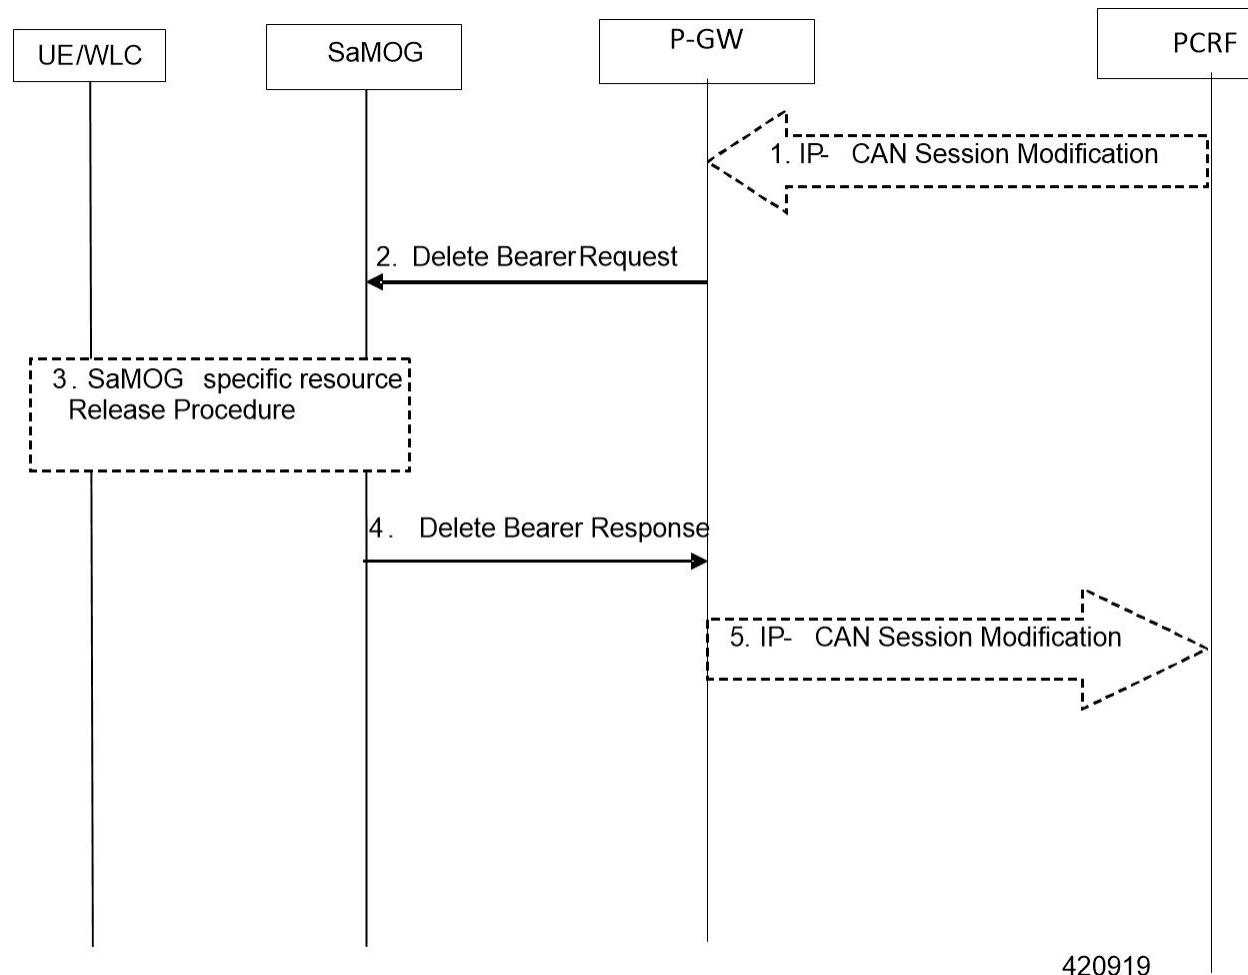 UE/WLC
SaMOG
P-GW
PCRF
1. IP- CAN Session Modification
2. Delete Bearer Request
3. SaMOG specific resource
Release Procedure
4. Delete Bearer Response
5. IP- CAN Session Modification
420919